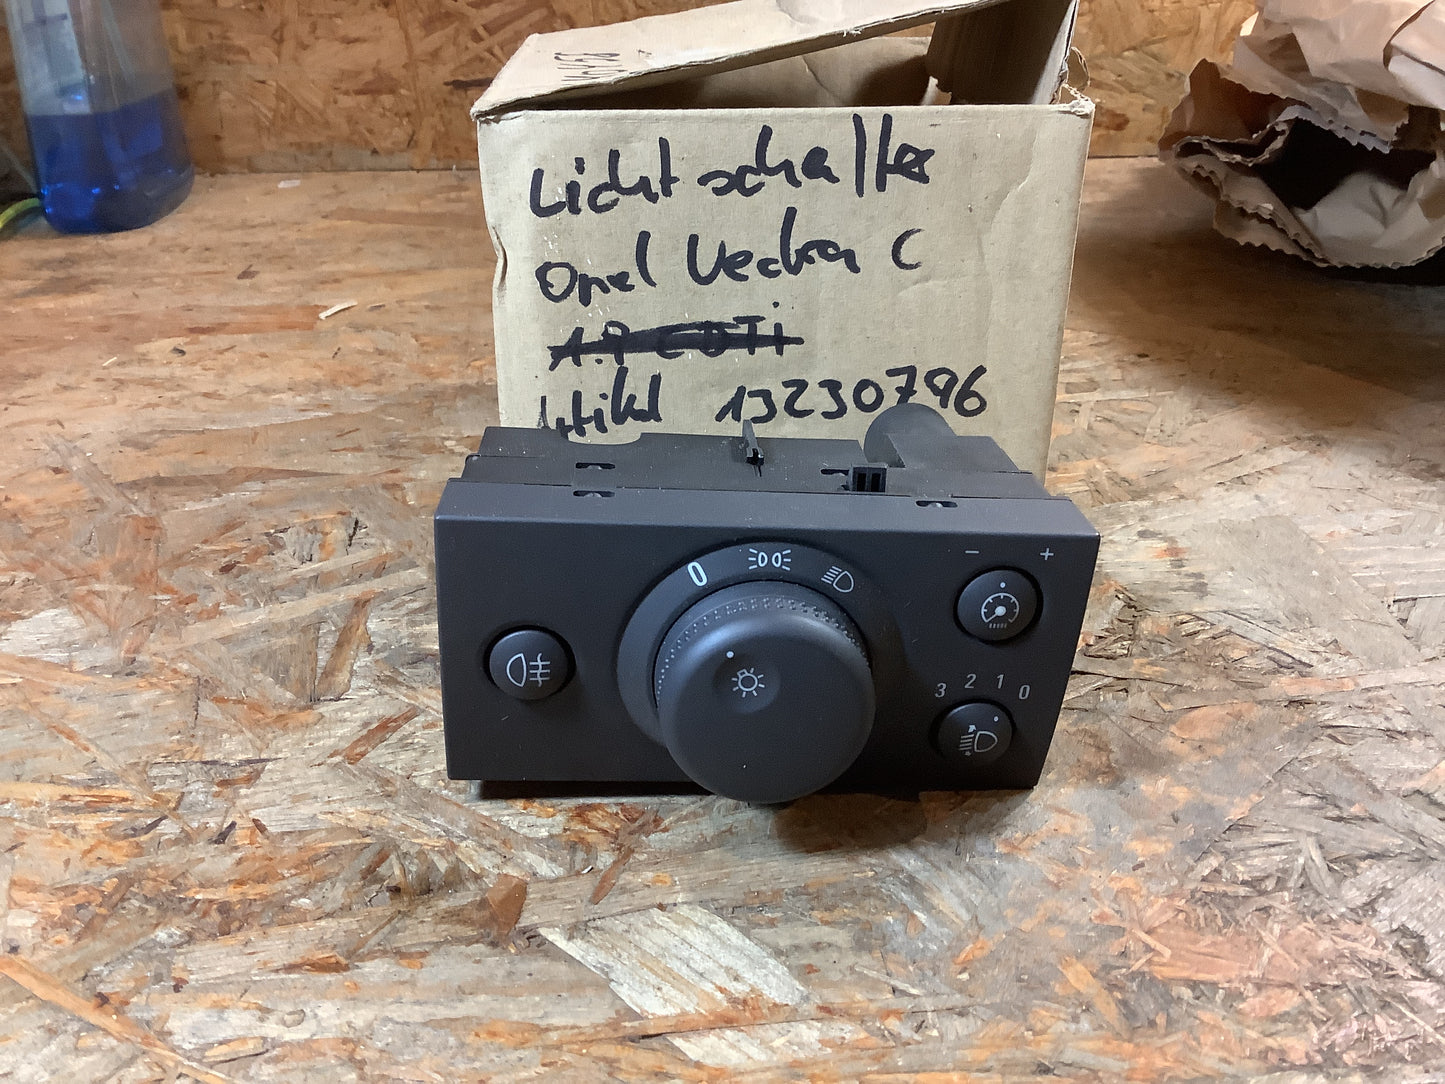 Lichtschalter
Opel Vectra C
1.9 CDTi
Artikel 13230796
0
- +
3 2 1 0